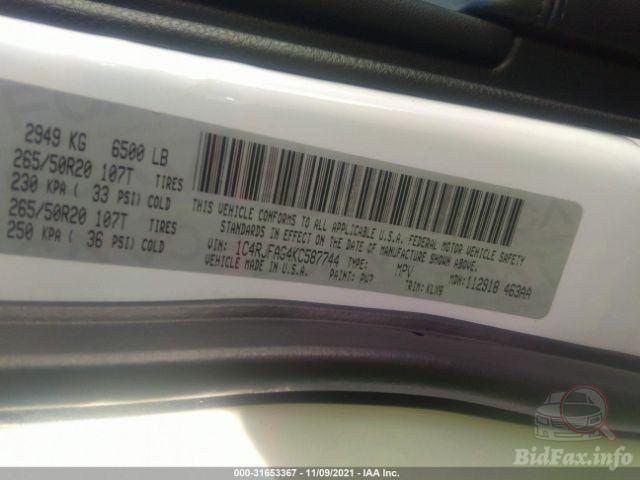 2949 KG 6500 LB
265/50R20 107T TIRES
230 KPA ( 33 PSI) COLD
265/50R20 107T TIRES
250 KPA ( 36 PSI) COLD
THIS VEHICLE CONFORMS TO ALL APPLICABLE U.S.A. FEDERAL MOTOR VEHICLE SAFETY
STANDARDS IN EFFECT ON THE DATE OF MANUFACTURE SHOWN ABOVE.
VIN: 1C4RJFAG4KC587744 TYPE: MPV MDH: 112918 463AA
VEHICLE MADE IN U.S.A. PAINT: PW7 TRIM: KLX9
BidFax.info
000-31653367 - 11/09/2021 - IAA Inc.